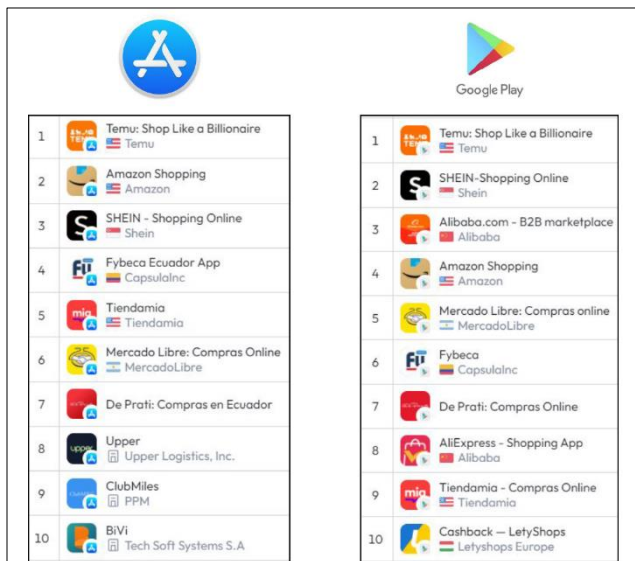 Google Play
1
Temu: Shop Like a Billionaire
Temu
2
Amazon Shopping
Amazon
3
SHEIN - Shopping Online
Shein
4
Fybeca Ecuador App
CapsulaInc
5
Tiendamia
Tiendamia
6
Mercado Libre: Compras Online
MercadoLibre
7
De Prati: Compras en Ecuador
8
Upper
Upper Logistics, Inc.
9
ClubMiles
PPM
10
BiVi
Tech Soft Systems S.A
1
Temu: Shop Like a Billionaire
Temu
2
SHEIN-Shopping Online
Shein
3
Alibaba.com - B2B marketplace
Alibaba
4
Amazon Shopping
Amazon
5
Mercado Libre: Compras online
MercadoLibre
6
Fybeca
CapsulaInc
7
De Prati: Compras Online
8
AliExpress - Shopping App
Alibaba
9
Tiendamia - Compras Online
Tiendamia
10
Cashback — LetyShops
Letyshops Europe